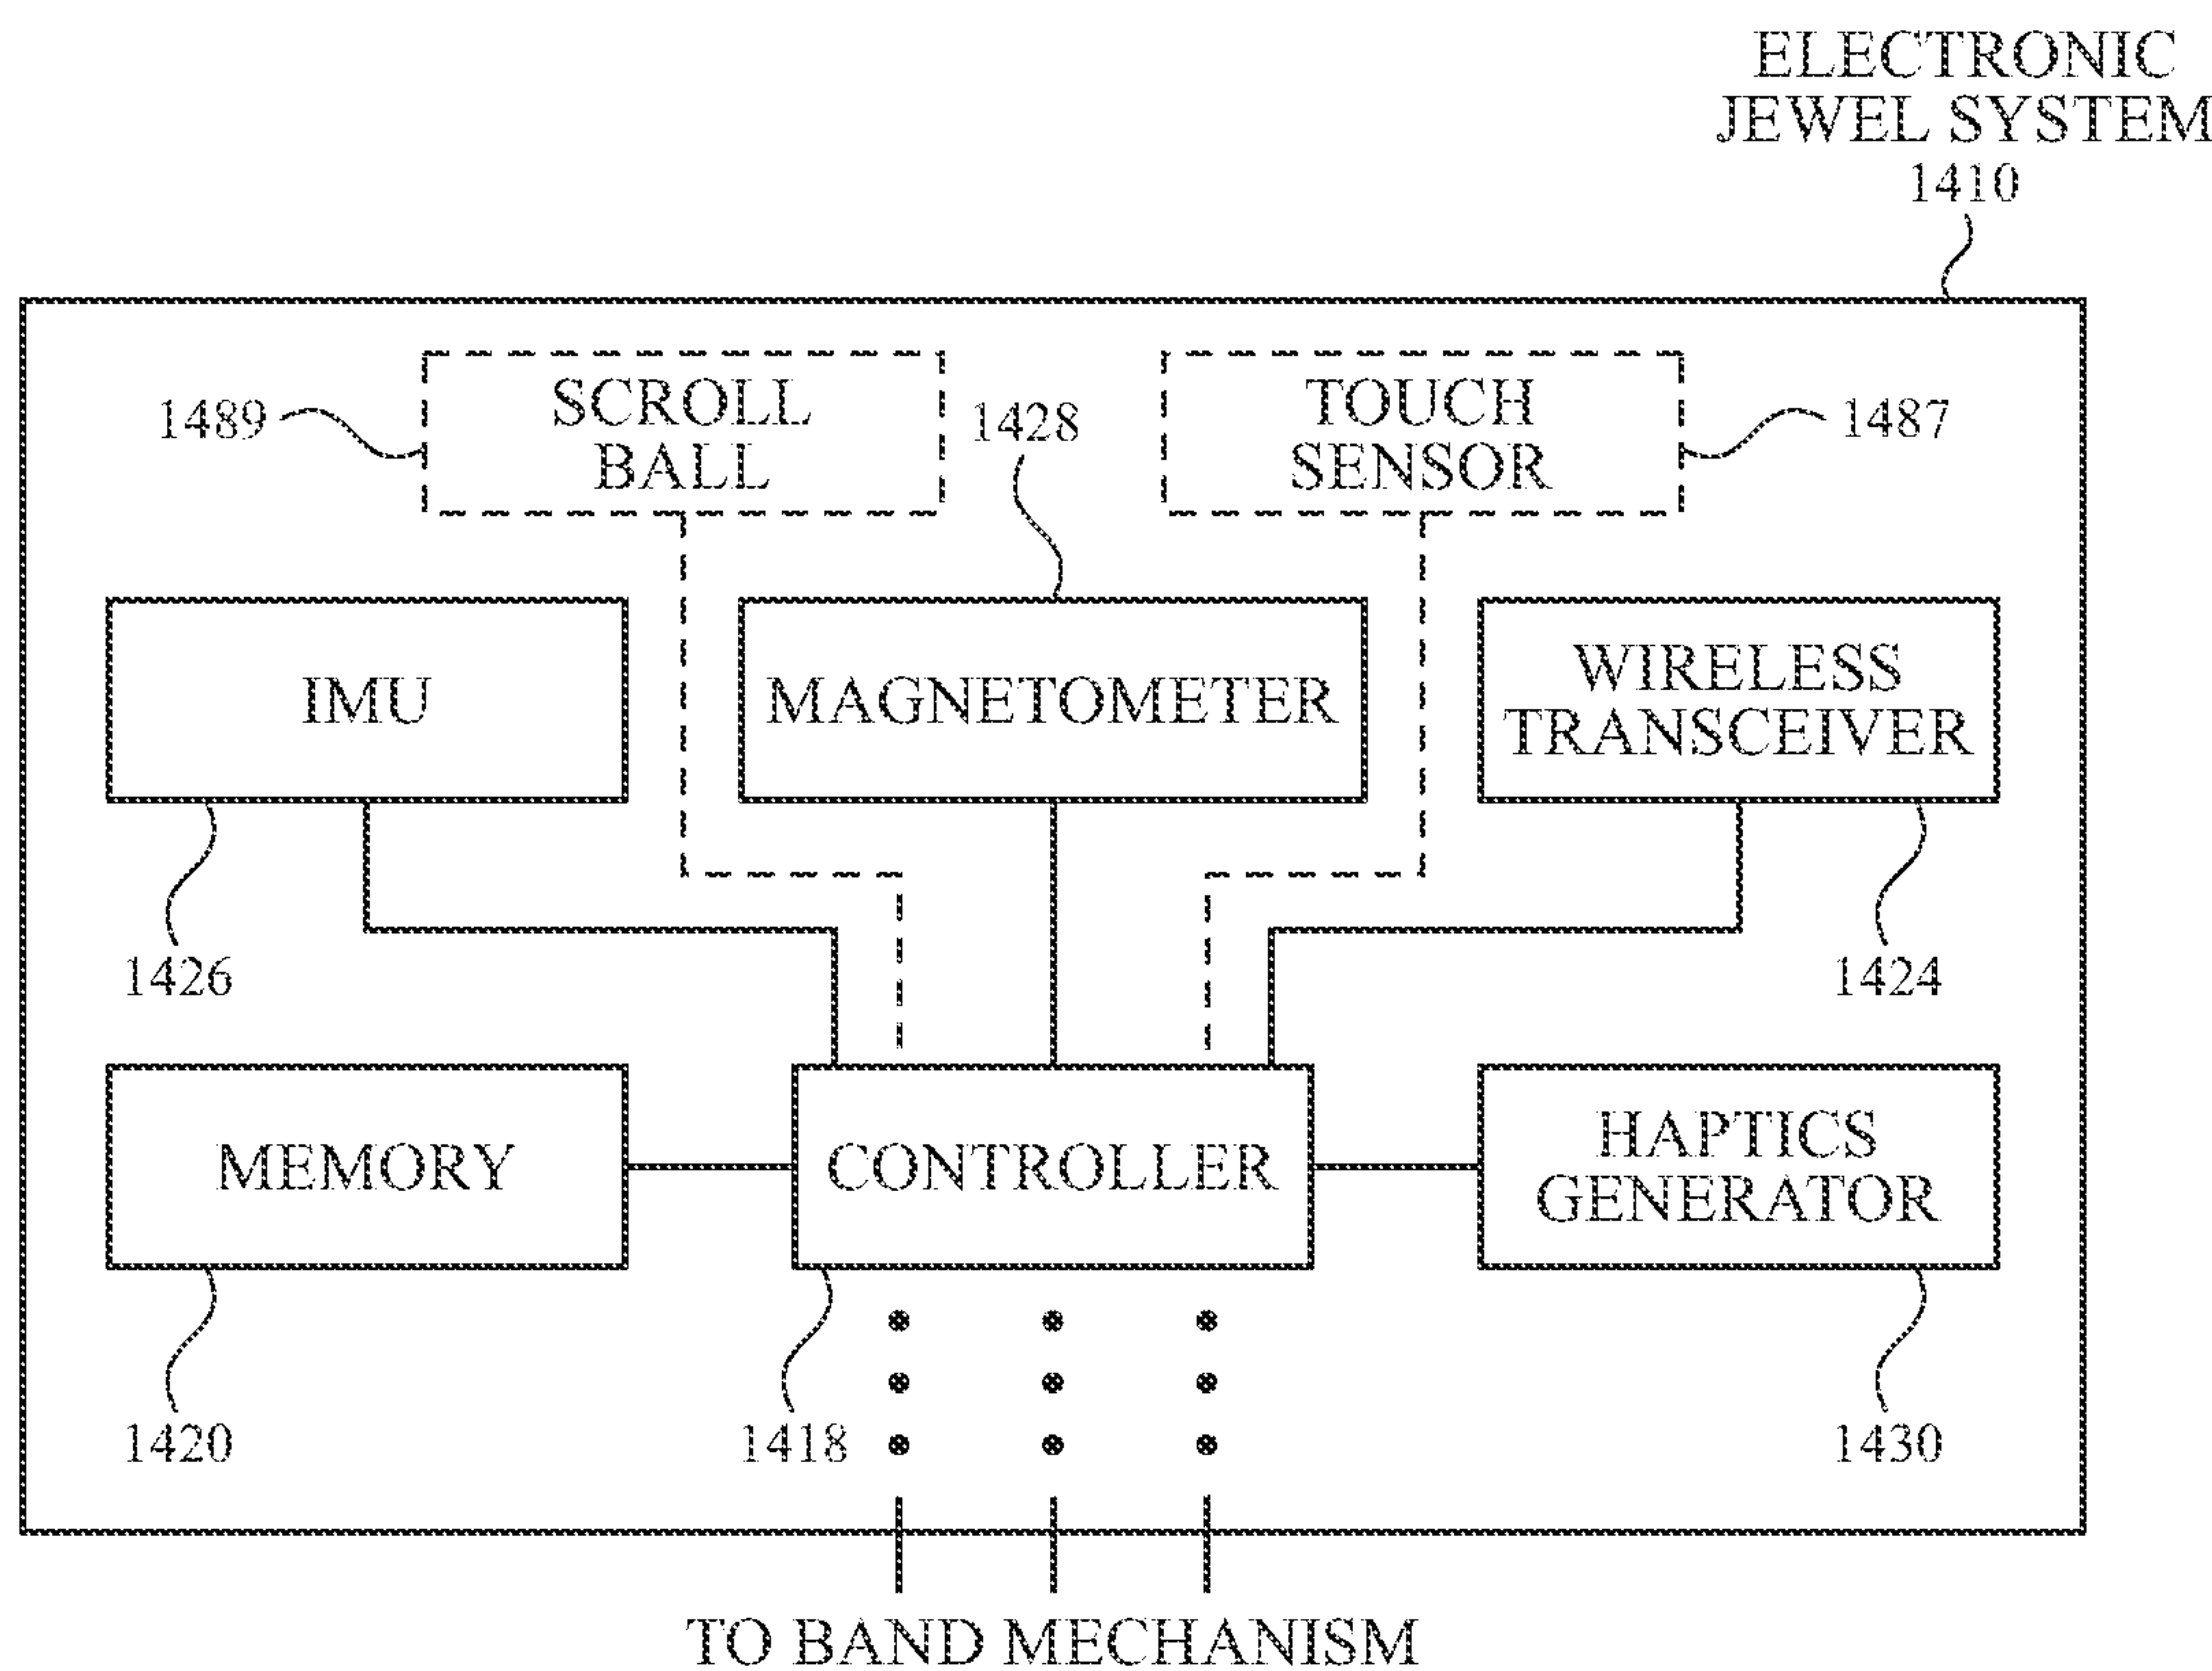 ELECTRONIC
JEWEL SYSTEM
1410
1489
SCROLL
BALL
1428
TOUCH
SENSOR
1487
IMU
MAGNETOMETER
WIRELESS
TRANSCEIVER
1426
1424
MEMORY
CONTROLLER
HAPTICS
GENERATOR
1420
1418
1430
TO BAND MECHANISM